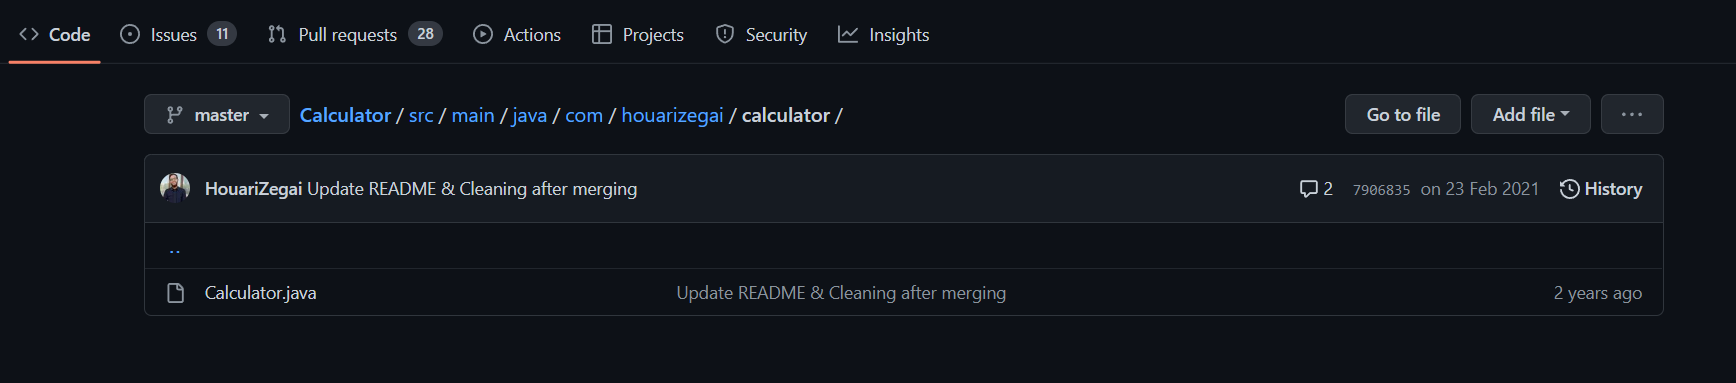 Code Issues 11 Pull requests 28 Actions Projects Security Insights
master Calculator / src / main / java / com / houarizegai / calculator / Go to file Add file ···
HouariZegai Update README & Cleaning after merging 2 7906835 on 23 Feb 2021 History
..
Calculator.java Update README & Cleaning after merging 2 years ago